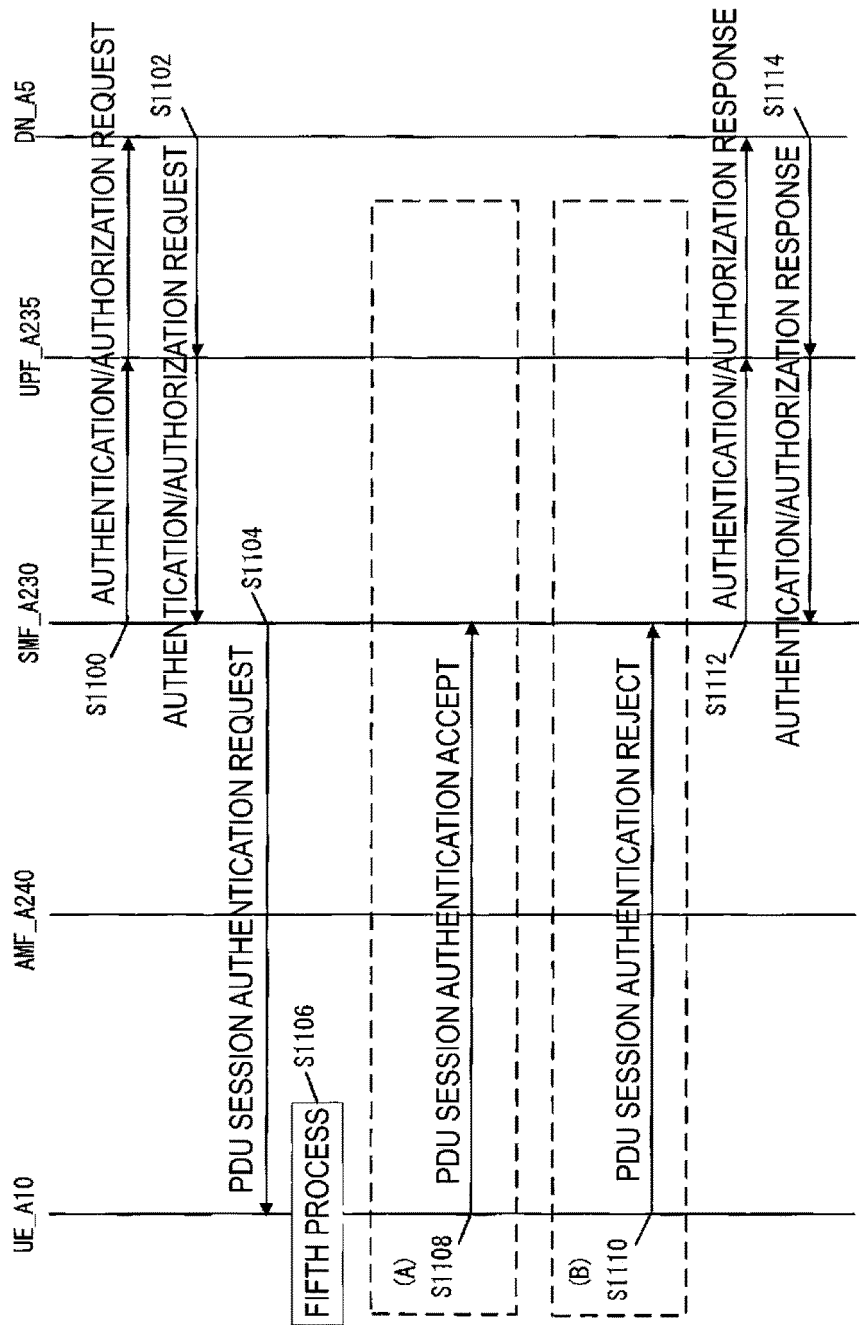 UE_A10
AMF_A240
SMF_A230
UPF_A235
DN_A5
S1100
AUTHENTICATION/AUTHORIZATION REQUEST
AUTHENTICATION/AUTHORIZATION REQUEST
S1102
PDU SESSION AUTHENTICATION REQUEST
S1104
FIFTH PROCESS
S1106
(A)
S1108
PDU SESSION AUTHENTICATION ACCEPT
(B)
S1110
PDU SESSION AUTHENTICATION REJECT
S1112
AUTHENTICATION/AUTHORIZATION RESPONSE
AUTHENTICATION/AUTHORIZATION RESPONSE
S1114